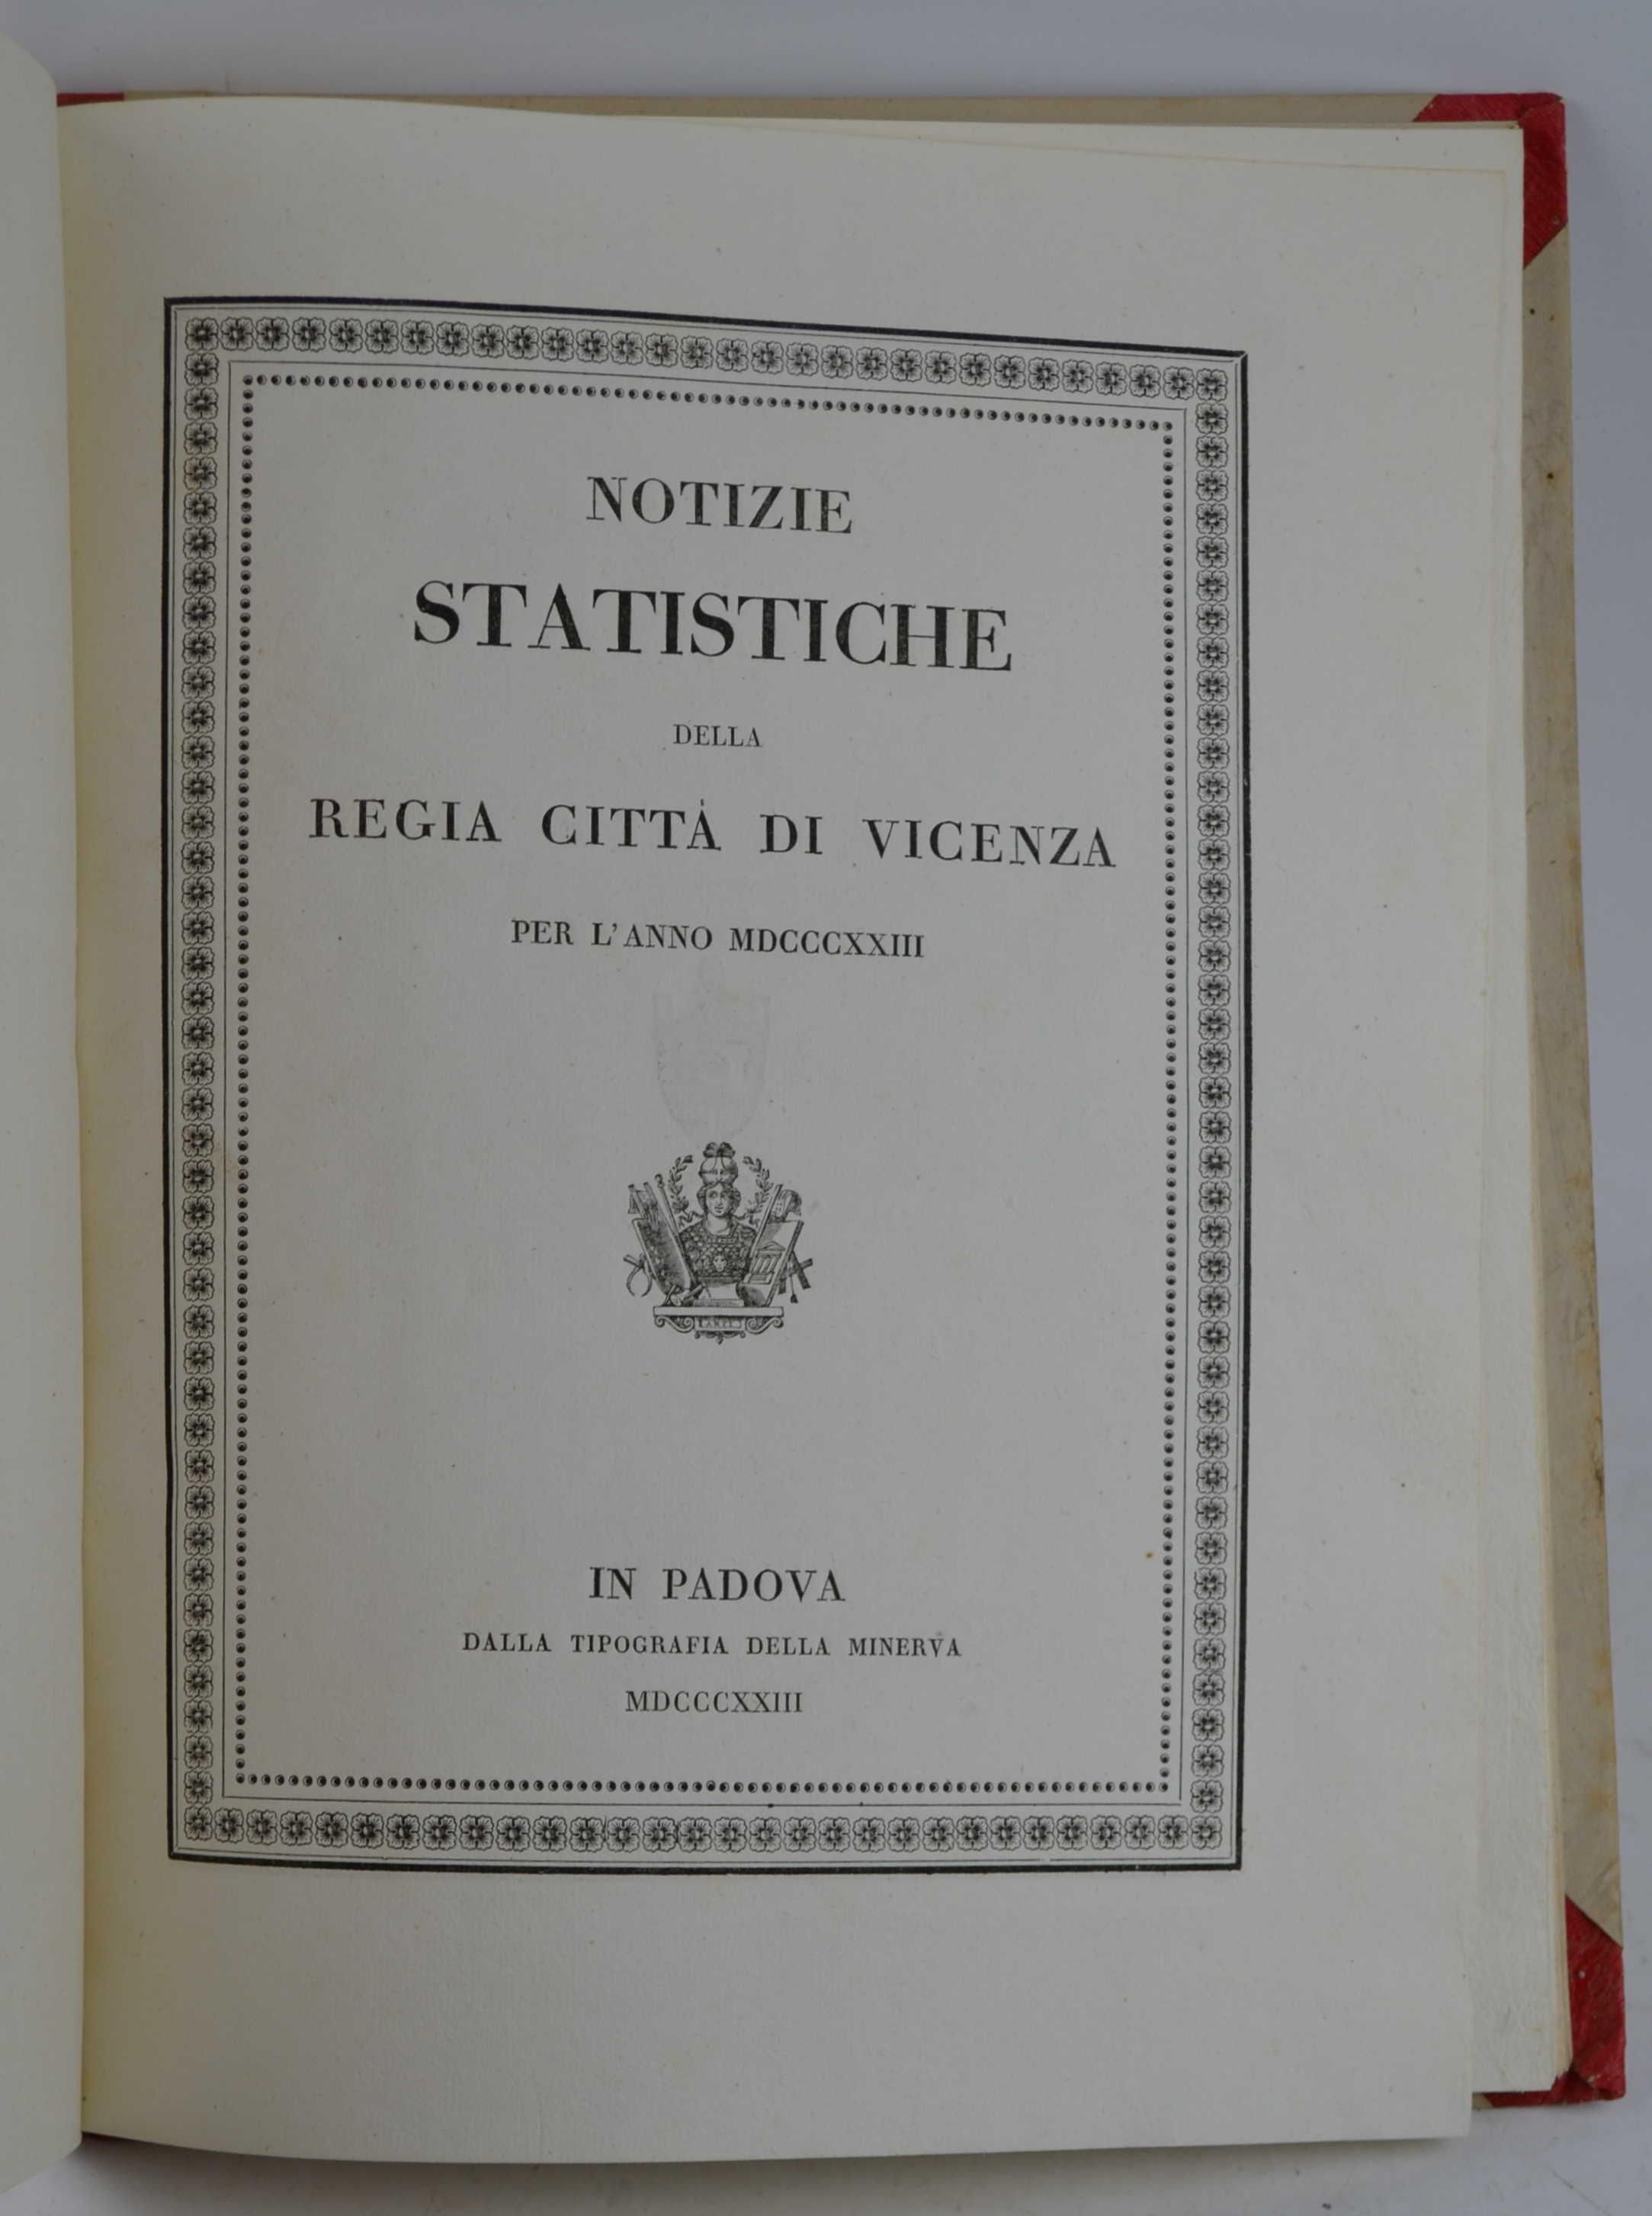 NOTIZIE
STATISTICHE
DELLA
REGIA CITTÀ DI VICENZA
PER L'ANNO MDCCCXXIII
IN PADOVA
DALLA TIPOGRAFIA DELLA MINERVA
MDCCCXXIII